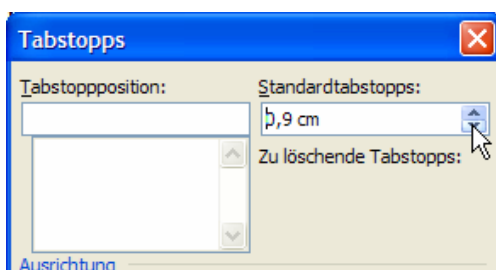 Tabstopps
Tabstoppposition:
Standardtabstopps:
0,9 cm
Zu löschende Tabstopps:
Ausrichtung